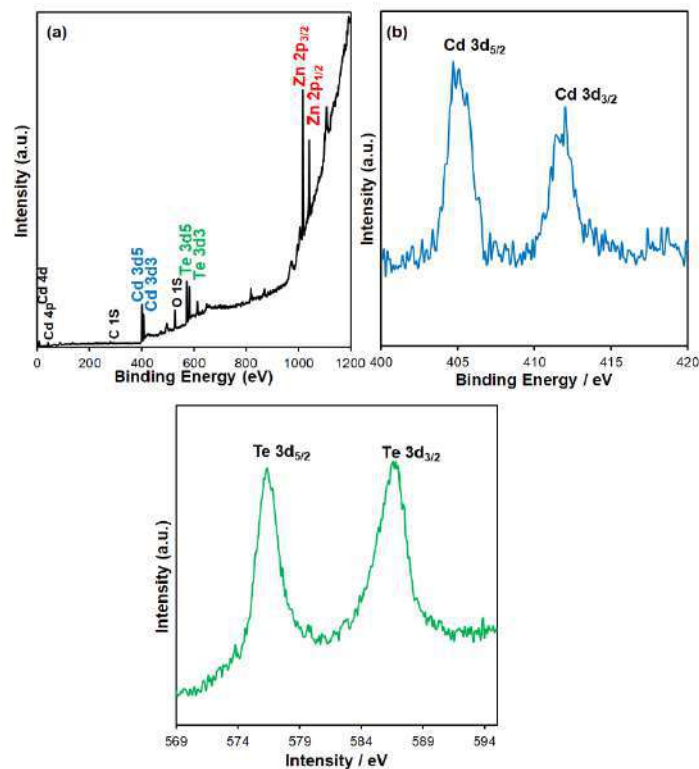 (a)
Zn 2p3/2
Zn 2p1/2
Te 3d5
Te 3d3
Cd 3d5
Cd 3d3
O 1S
C 1S
Cd 4d
Cd 4p
Intensity (a.u.)
0 200 400 600 800 1000 1200
Binding Energy (eV)
(b)
Cd 3d5/2
Cd 3d3/2
Intensity (a.u.)
400 405 410 415 420
Binding Energy / eV
Te 3d5/2
Te 3d3/2
Intensity (a.u.)
569 574 579 584 589 594
Intensity / eV